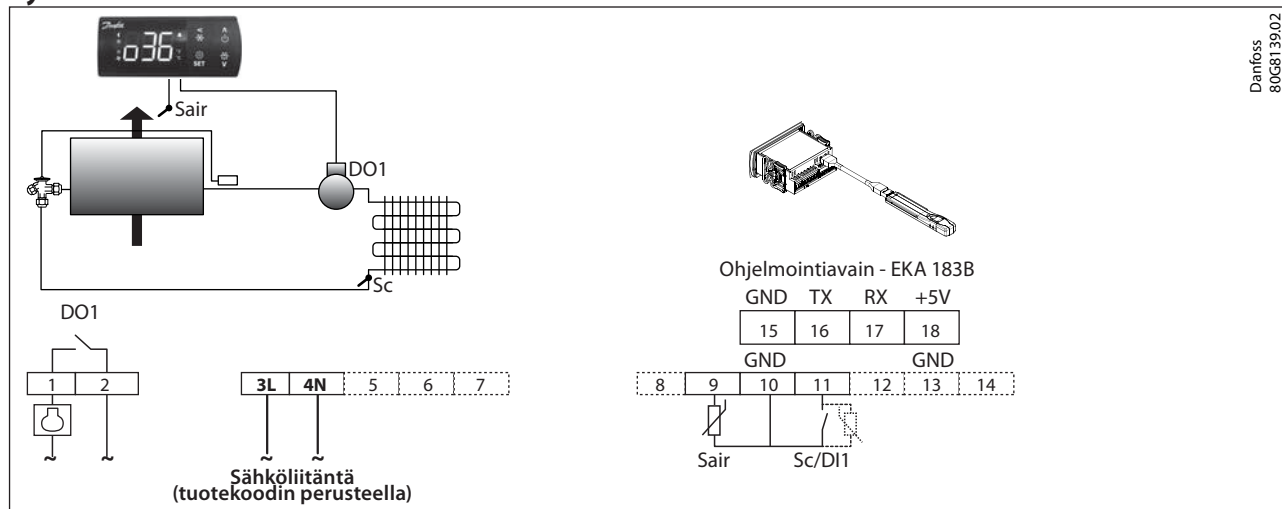 Danfoss
80G8139.02
Danfoss
036
SET
Sair
DO1
Sc
Ohjelmointiavain - EKA 183B
GND TX RX +5V
15 16 17 18
DO1
GND GND
1 2 3L 4N 5 6 7 8 9 10 11 12 13 14
~ ~ ~ ~
Sair Sc/DI1
Sähköliitäntä
(tuotekoodin perusteella)